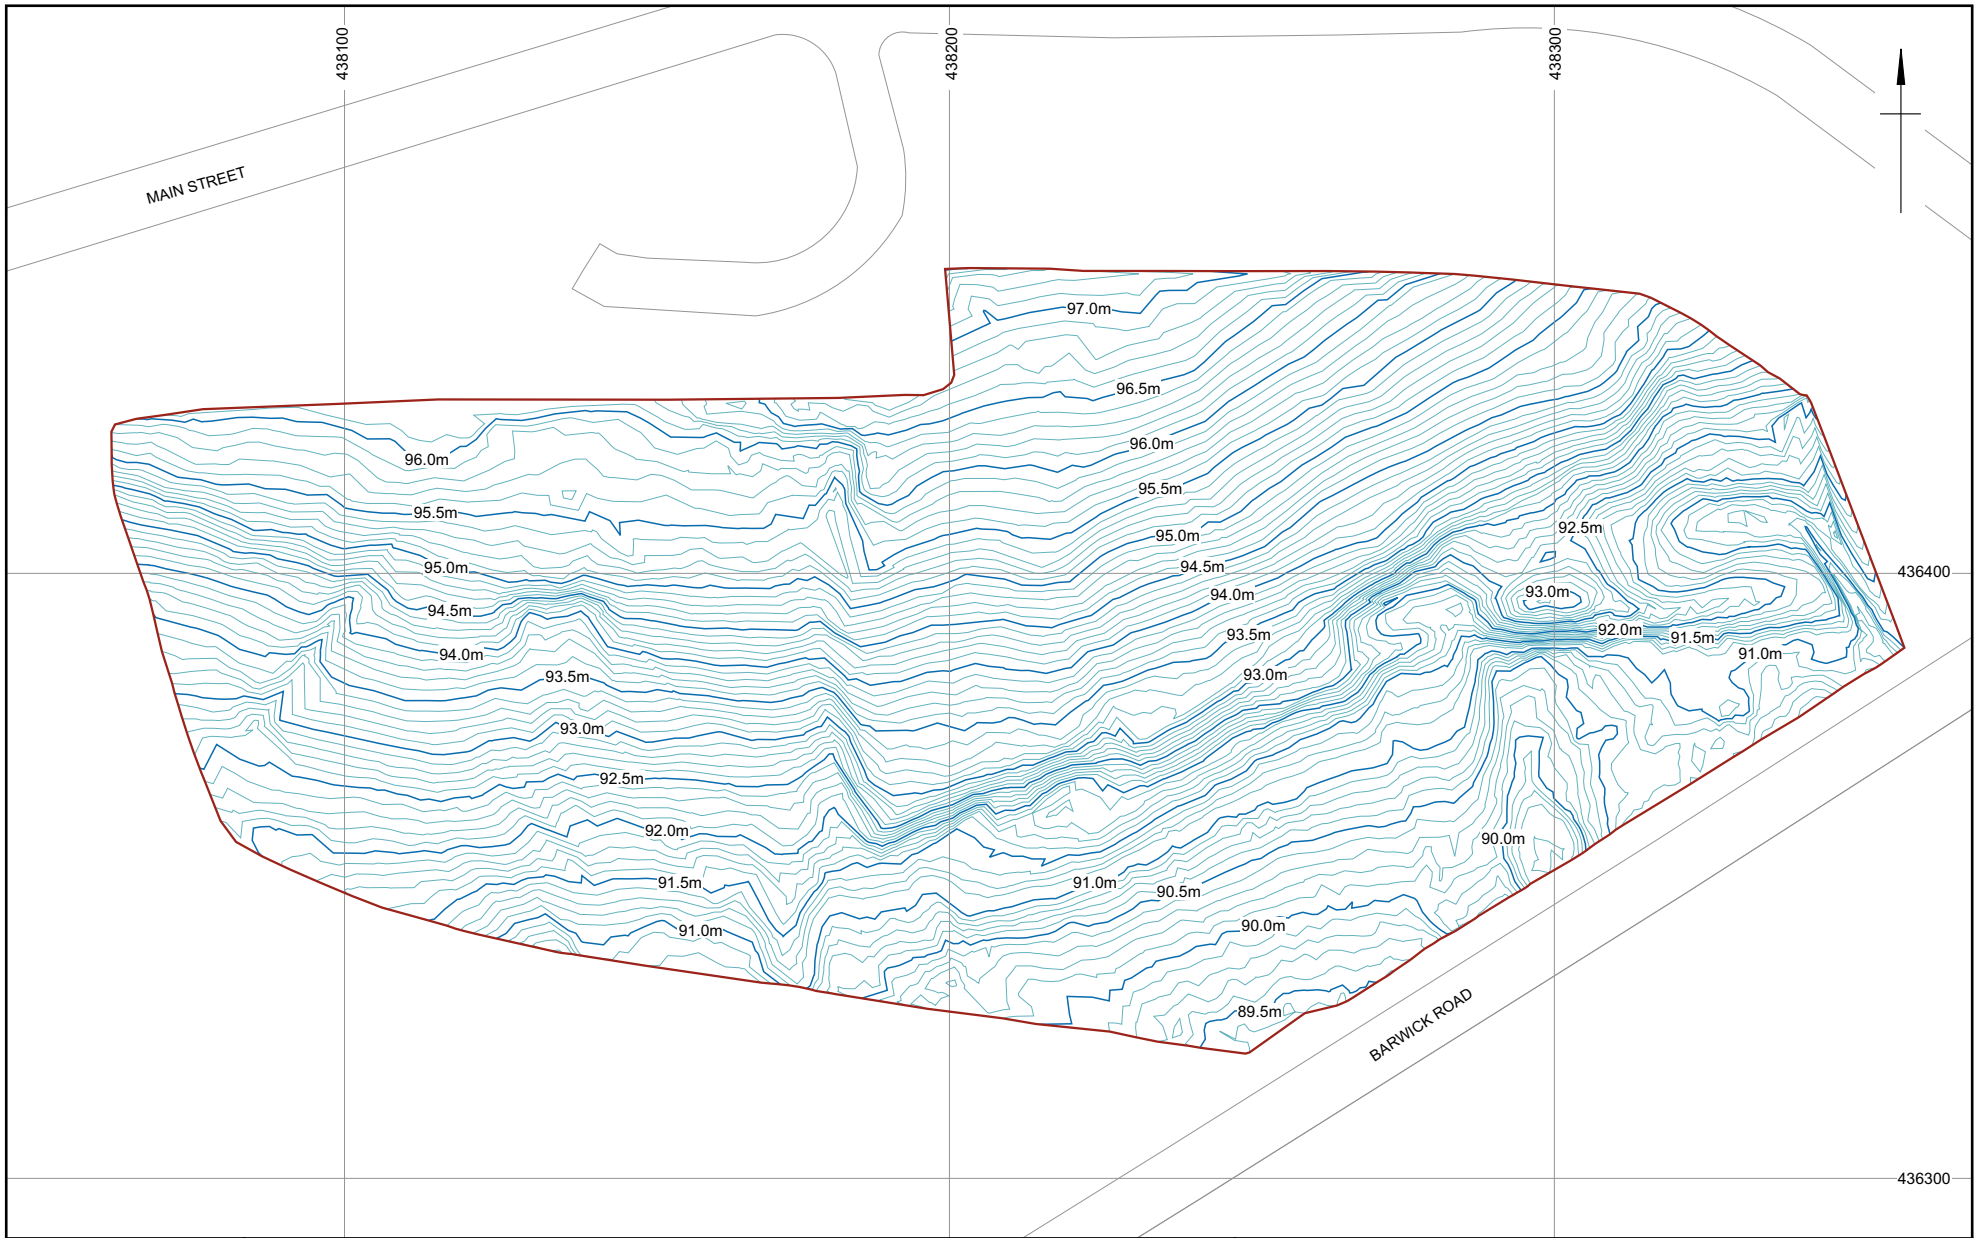 438100
438200
438300
MAIN STREET
97.0m
96.5m
96.0m
96.0m
95.5m
95.5m
92.5m
95.0m
95.0m
94.5m
436400
94.0m
93.0m
94.5m
92.0m
93.5m
91.5m
94.0m
91.0m
93.5m
93.0m
93.0m
92.5m
92.0m
90.0m
91.5m
91.0m
90.5m
91.0m
90.0m
89.5m
BARWICK ROAD
436300